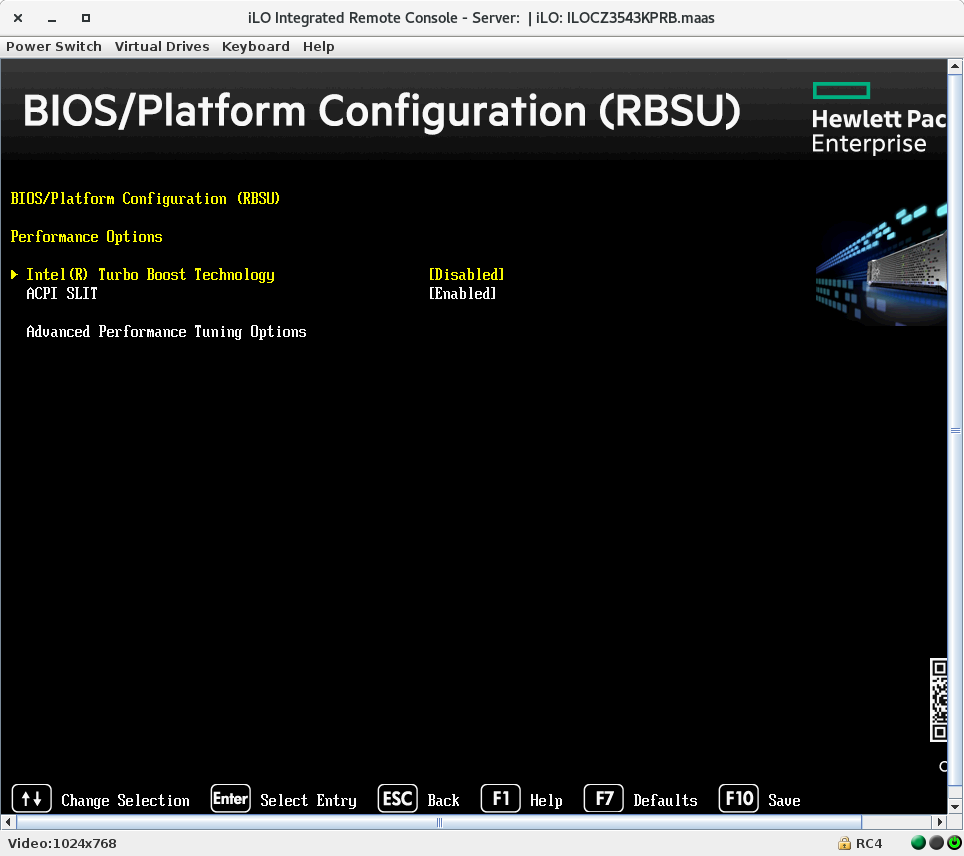 iLO Integrated Remote Console - Server:  | iLO: ILOCZ3543KPRB.maas
Power Switch Virtual Drives Keyboard Help
BIOS/Platform Configuration (RBSU)
Hewlett Pac
Enterprise
BIOS/Platform Configuration (RBSU)
Performance Options
Intel(R) Turbo Boost Technology [Disabled]
ACPI SLIT [Enabled]
Advanced Performance Tuning Options
↑↓ Change Selection Enter Select Entry ESC Back F1 Help F7 Defaults F10 Save
Video:1024x768 RC4